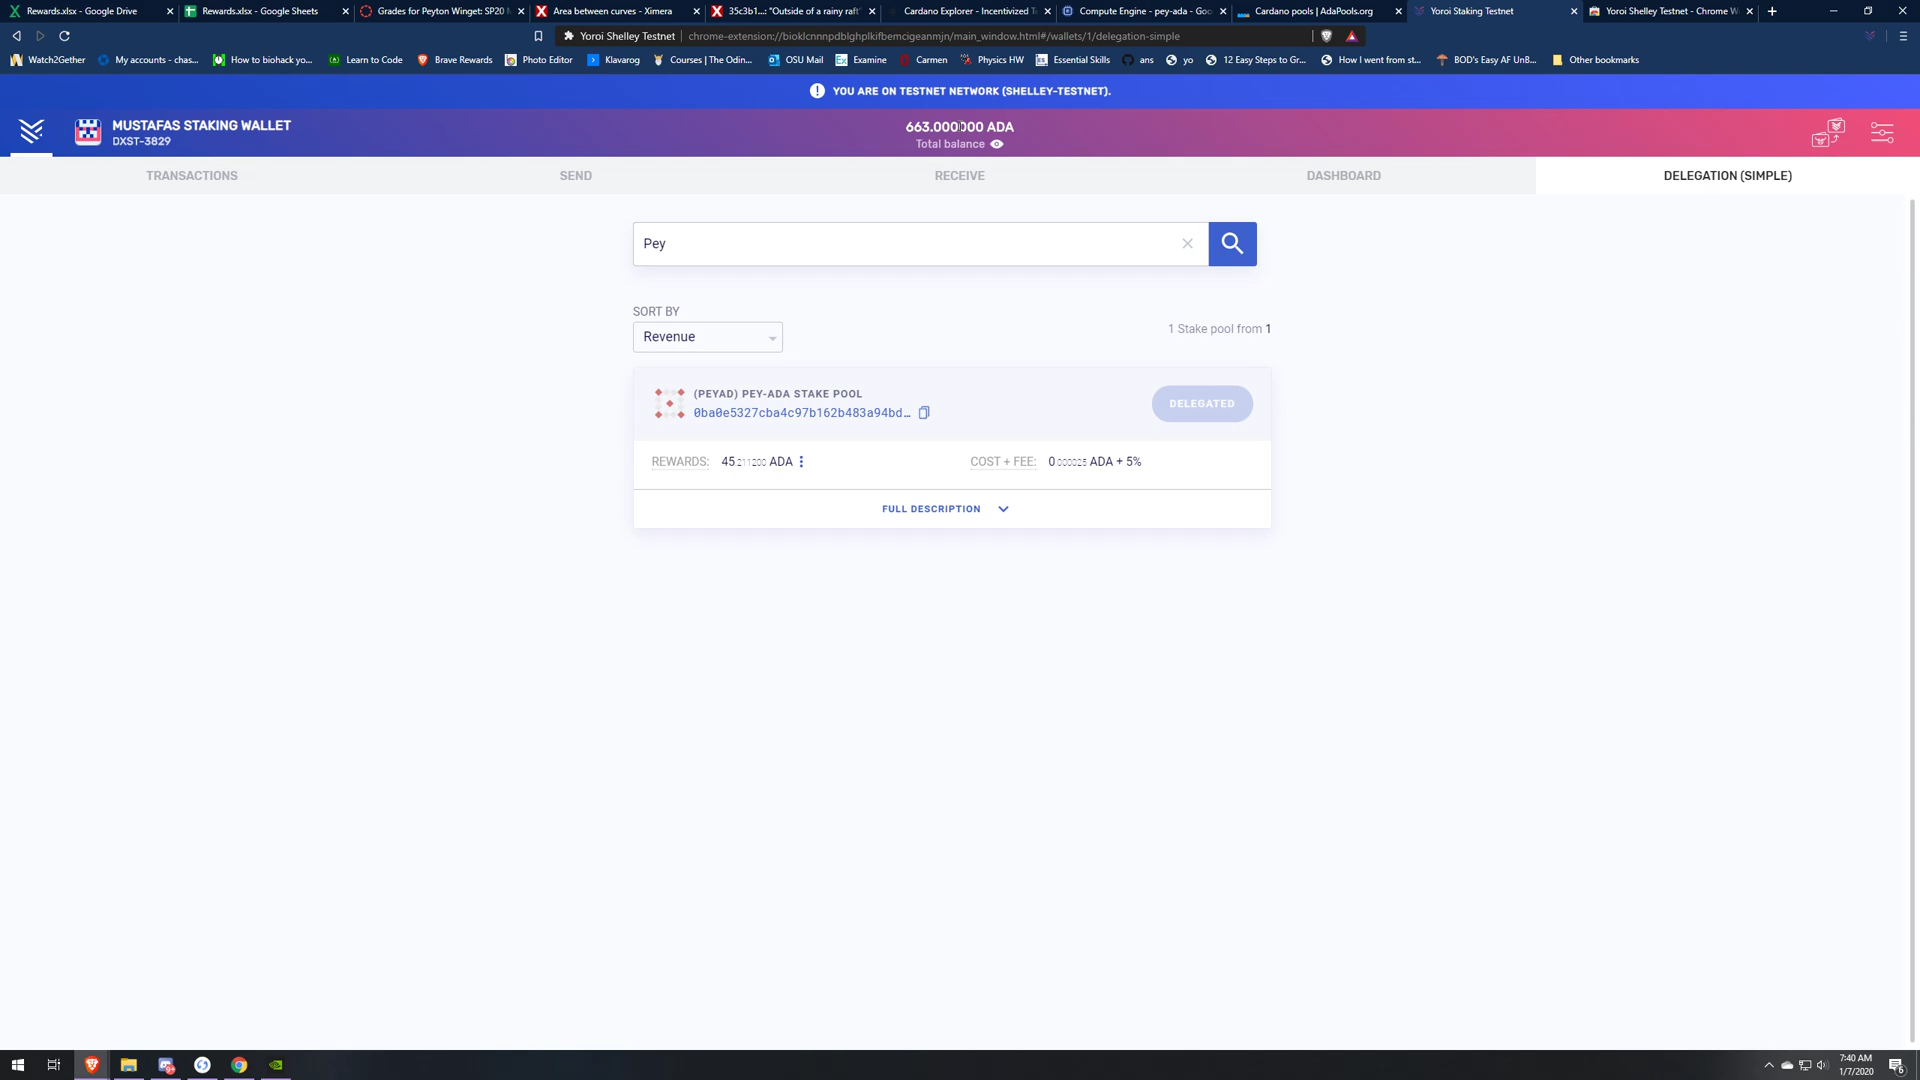 Rewards.xlsx - Google Drive
Rewards.xlsx - Google Sheets
Grades for Peyton Winget: SP20 M
Area between curves - Ximera
35c3b1...: "Outside of a rainy raft"
Cardano Explorer - Incentivized T
Compute Engine - pey-ada - Goo
Cardano pools | AdaPools.org
Yoroi Staking Testnet
Yoroi Shelley Testnet - Chrome W
Yoroi Shelley Testnet
chrome-extension://bioklcnnnpdblghplkifbemcigeanmjn/main_window.html#/wallets/1/delegation-simple
Watch2Gether
My accounts - chas...
How to biohack yo...
Learn to Code
Brave Rewards
Photo Editor
Klavarog
Courses | The Odin...
OSU Mail
Examine
Carmen
Physics HW
Essential Skills
ans
yo
12 Easy Steps to Gr...
How I went from st...
BOD's Easy AF UnB...
Other bookmarks
YOU ARE ON TESTNET NETWORK (SHELLEY-TESTNET).
MUSTAFAS STAKING WALLET
DXST-3829
663.000000 ADA
Total balance
TRANSACTIONS
SEND
RECEIVE
DASHBOARD
DELEGATION (SIMPLE)
Pey
SORT BY
Revenue
1 Stake pool from 1
(PEYAD) PEY-ADA STAKE POOL
0ba0e5327cba4c97b162b483a94bd...
DELEGATED
REWARDS: 45.211200 ADA
COST + FEE: 0.000025 ADA + 5%
FULL DESCRIPTION
7:40 AM
1/7/2020